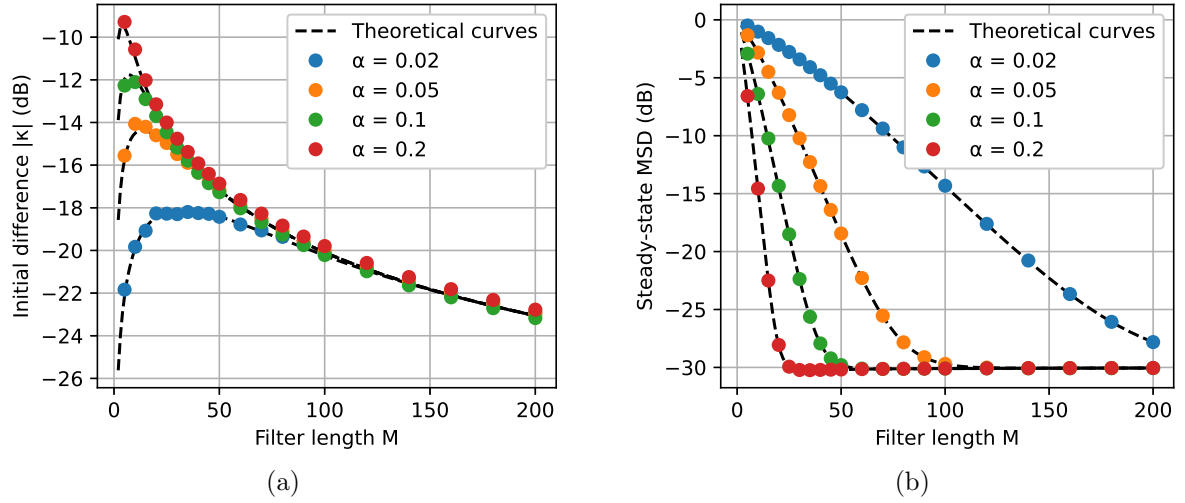 Initial difference |κ| (dB)
−10
−12
−14
−16
−18
−20
−22
−24
−26
0
50
100
150
200
Filter length M
Theoretical curves
α = 0.02
α = 0.05
α = 0.1
α = 0.2
(a)
Steady-state MSD (dB)
0
−5
−10
−15
−20
−25
−30
0
50
100
150
200
Filter length M
Theoretical curves
α = 0.02
α = 0.05
α = 0.1
α = 0.2
(b)